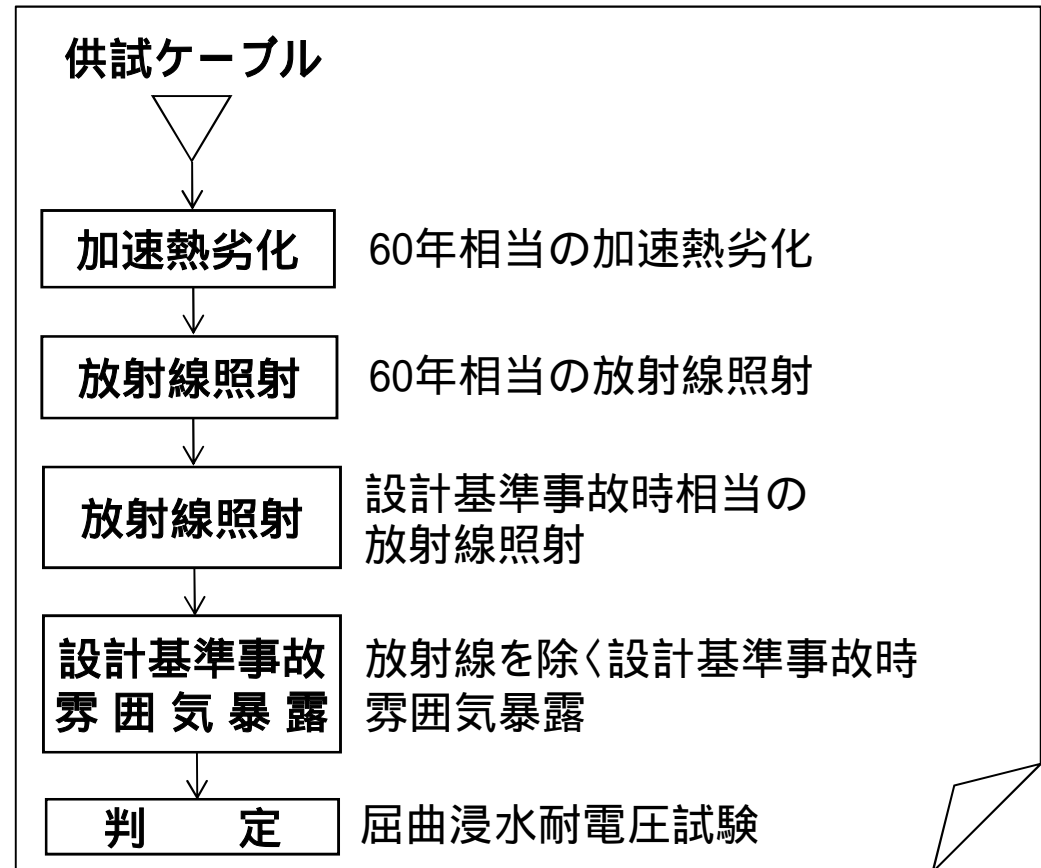 供試ケーブル
加速熱劣化 60年相当の加速熱劣化
放射線照射 60年相当の放射線照射
放射線照射 設計基準事故時相当の
放射線照射
設計基準事故 放射線を除く設計基準事故時
雰囲気暴露 雰囲気暴露
判 定 屈曲浸水耐電圧試験